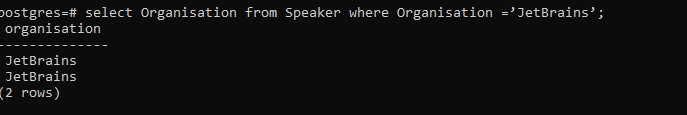 postgres=# select Organisation from Speaker where Organisation =’JetBrains’;
organisation
--------------
JetBrains
JetBrains
(2 rows)